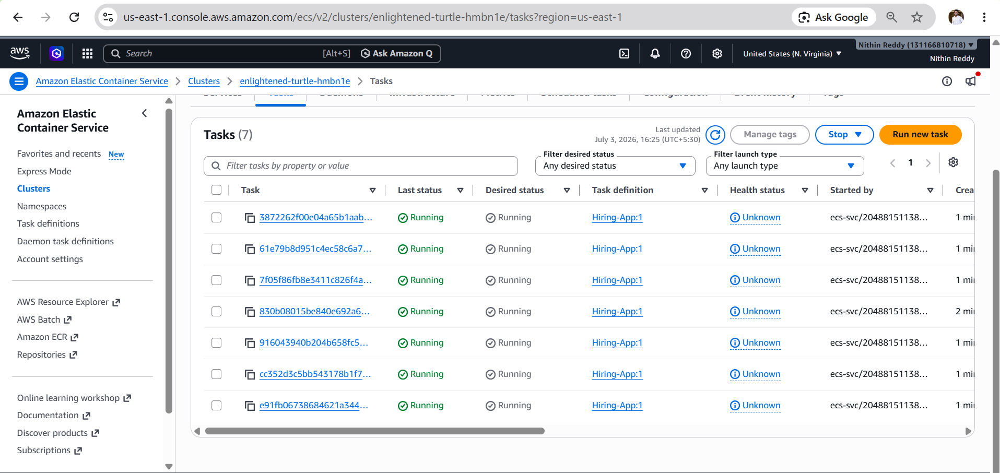 us-east-1.console.aws.amazon.com/ecs/v2/clusters/enlightened-turtle-hmbn1e/tasks?region=us-east-1
Ask Google
aws
Search
[Alt+S]
Ask Amazon Q
United States (N. Virginia)
Nithin Reddy (131166810718)
Nithin Reddy
Amazon Elastic Container Service
Clusters
enlightened-turtle-hmbn1e
Tasks
Amazon Elastic
Container Service
Favorites and recents New
Express Mode
Clusters
Namespaces
Task definitions
Daemon task definitions
Account settings
AWS Resource Explorer
AWS Batch
Amazon ECR
Repositories
Online learning workshop
Documentation
Discover products
Subscriptions
Services Tasks Daemons Infrastructure Metrics Scheduled tasks Configuration Event history Tags
Tasks (7)
Last updated
July 3, 2026, 16:25 (UTC+5:30)
Manage tags
Stop
Run new task
Filter tasks by property or value
Filter desired status
Any desired status
Filter launch type
Any launch type
1
Task Last status Desired status Task definition Health status Started by Crea
3872262f00e04a65b1aab... Running Running Hiring-App:1 Unknown ecs-svc/20488151138... 1 mi
61e79b8d951c4ec58c6a7... Running Running Hiring-App:1 Unknown ecs-svc/20488151138... 1 mi
7f05f86fb8e3411c826f4a... Running Running Hiring-App:1 Unknown ecs-svc/20488151138... 1 mi
830b08015be840e692a6... Running Running Hiring-App:1 Unknown ecs-svc/20488151138... 2 mi
916043940b204b658fc5... Running Running Hiring-App:1 Unknown ecs-svc/20488151138... 1 mi
cc352d3c5bb543178b1f7... Running Running Hiring-App:1 Unknown ecs-svc/20488151138... 1 mi
e91fb06738684621a344... Running Running Hiring-App:1 Unknown ecs-svc/20488151138... 1 mi